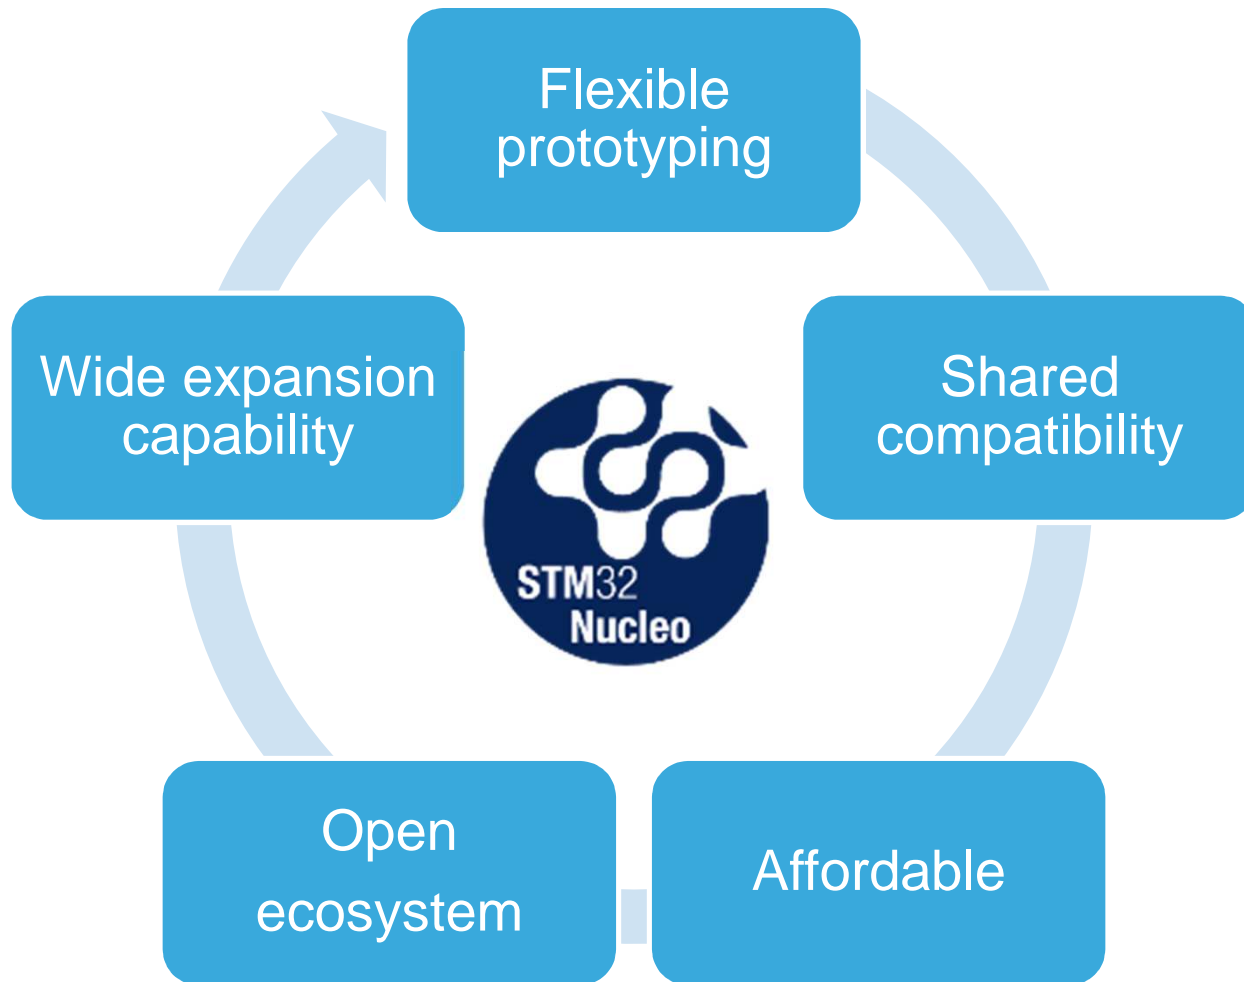 Flexible
prototyping
Wide expansion
capability
Shared
compatibility
STM32
Nucleo
Open
ecosystem
Affordable